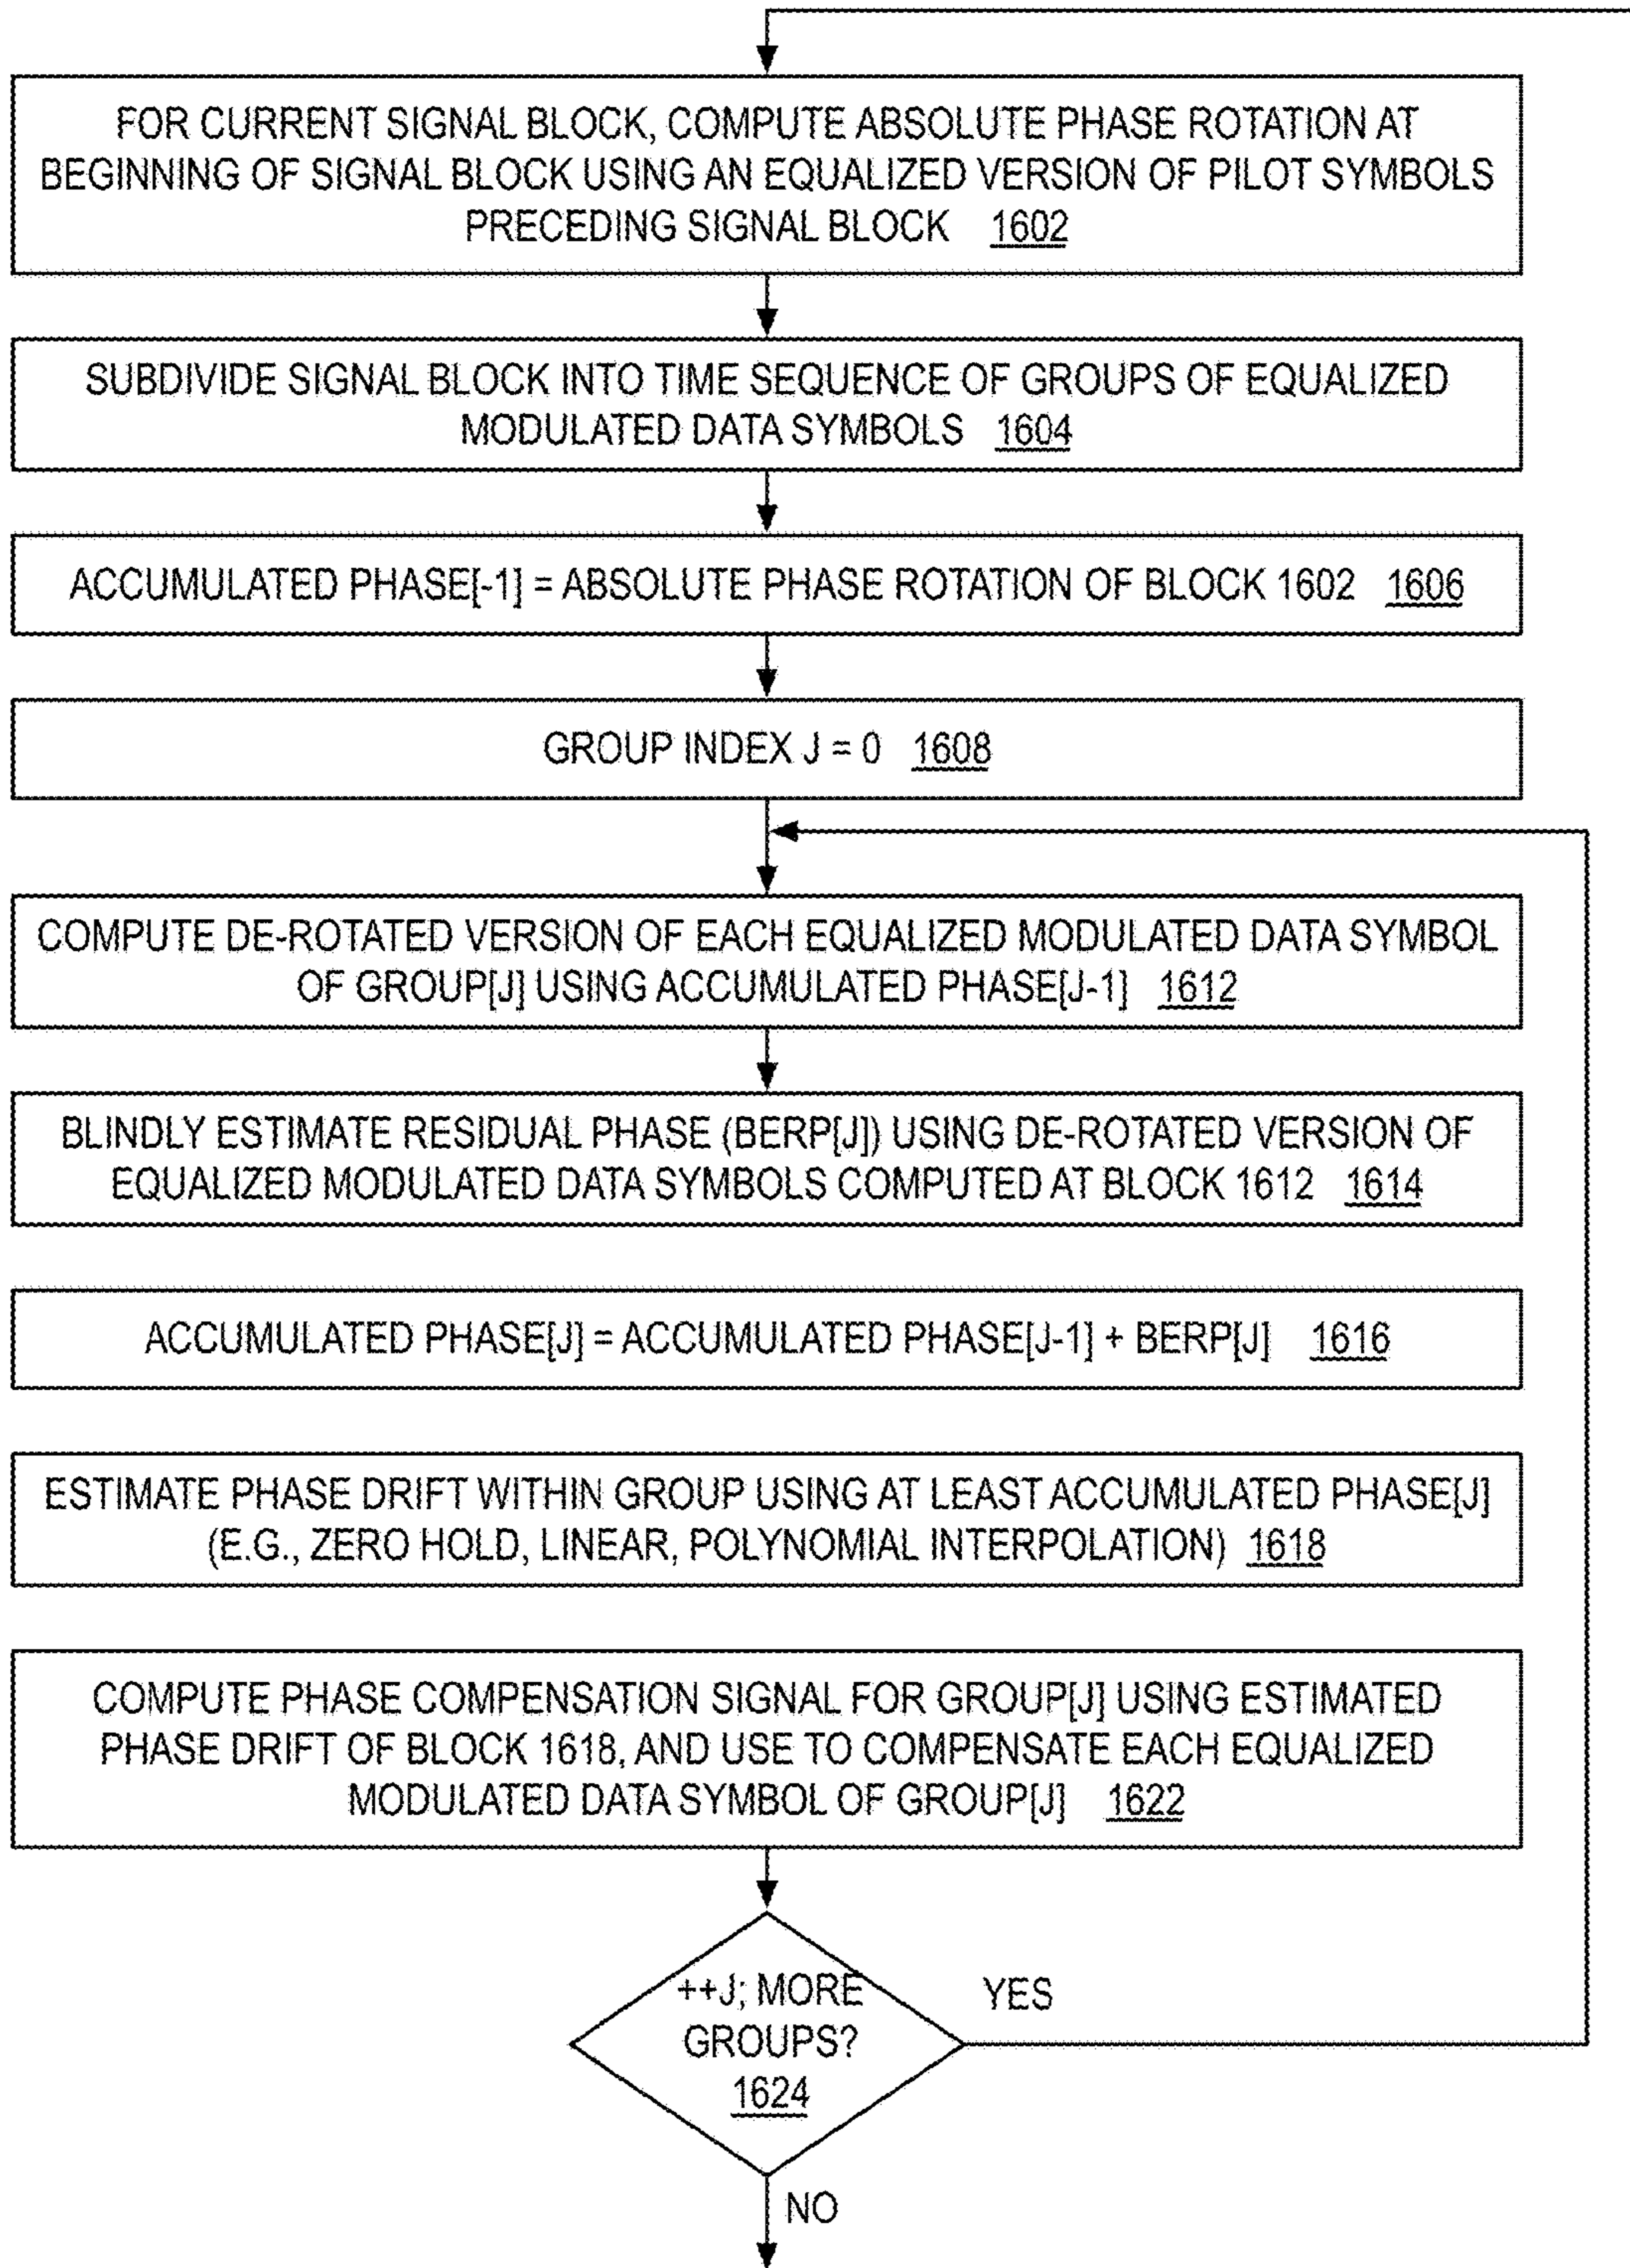 FOR CURRENT SIGNAL BLOCK, COMPUTE ABSOLUTE PHASE ROTATION AT
BEGINNING OF SIGNAL BLOCK USING AN EQUALIZED VERSION OF PILOT SYMBOLS
PRECEDING SIGNAL BLOCK 1602
SUBDIVIDE SIGNAL BLOCK INTO TIME SEQUENCE OF GROUPS OF EQUALIZED
MODULATED DATA SYMBOLS 1604
ACCUMULATED PHASE[-1] = ABSOLUTE PHASE ROTATION OF BLOCK 1602 1606
GROUP INDEX J = 0 1608
COMPUTE DE-ROTATED VERSION OF EACH EQUALIZED MODULATED DATA SYMBOL
OF GROUP[J] USING ACCUMULATED PHASE[J-1] 1612
BLINDLY ESTIMATE RESIDUAL PHASE (BERP[J]) USING DE-ROTATED VERSION OF
EQUALIZED MODULATED DATA SYMBOLS COMPUTED AT BLOCK 1612 1614
ACCUMULATED PHASE[J] = ACCUMULATED PHASE[J-1] + BERP[J] 1616
ESTIMATE PHASE DRIFT WITHIN GROUP USING AT LEAST ACCUMULATED PHASE[J]
(E.G., ZERO HOLD, LINEAR, POLYNOMIAL INTERPOLATION) 1618
COMPUTE PHASE COMPENSATION SIGNAL FOR GROUP[J] USING ESTIMATED
PHASE DRIFT OF BLOCK 1618, AND USE TO COMPENSATE EACH EQUALIZED
MODULATED DATA SYMBOL OF GROUP[J] 1622
++J; MORE
GROUPS?
1624
YES
NO